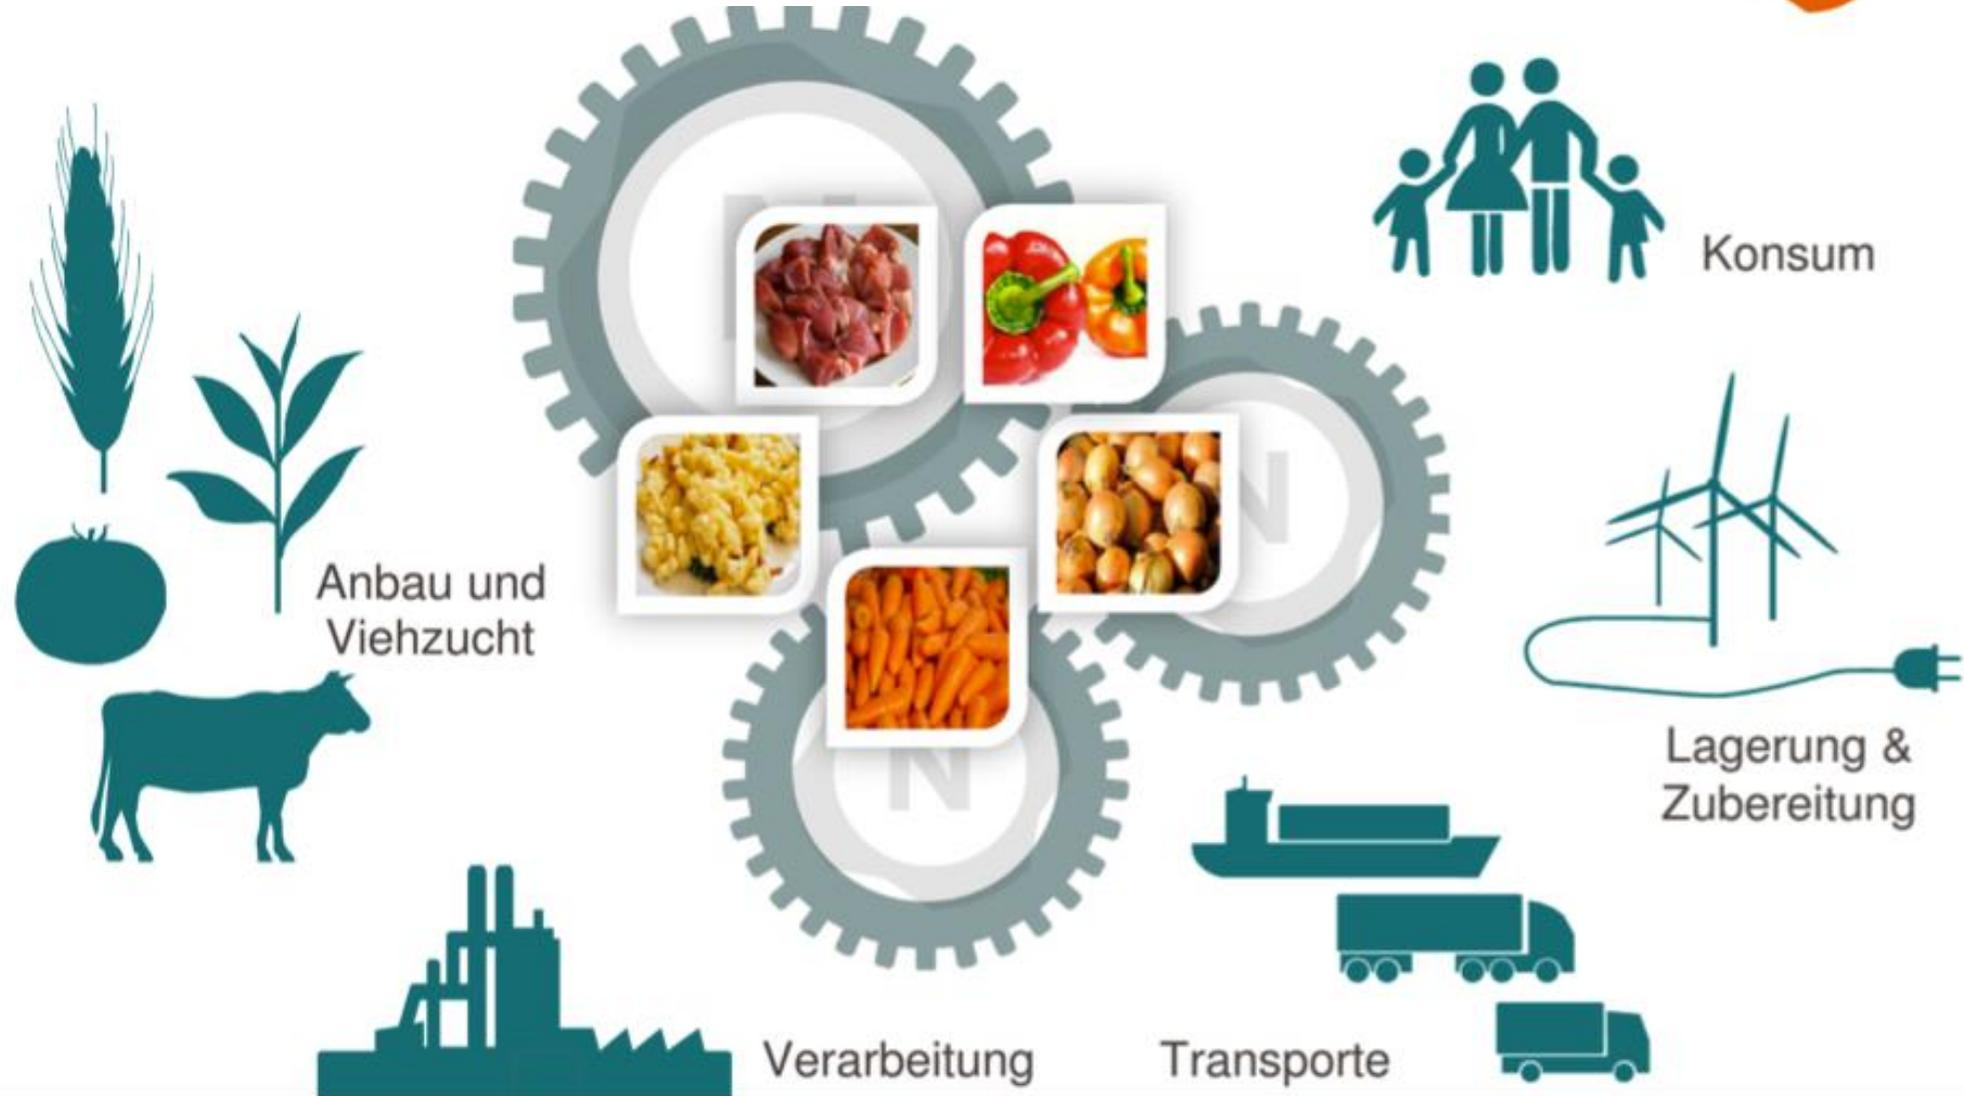 Konsum
Anbau und
Viehzucht
Lagerung &
Zubereitung
Verarbeitung
Transporte
N
N
N